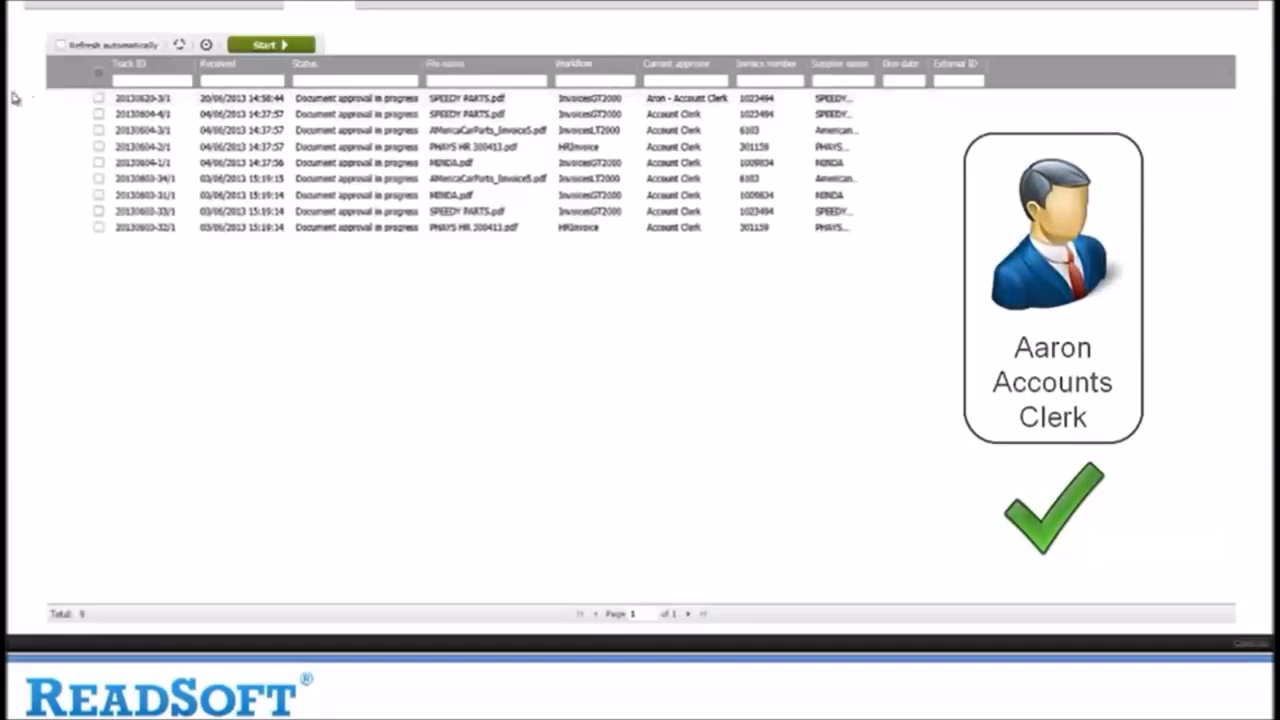 Refresh automatically Start
Track ID Received Status File name Workflow Current approver Invoice number Supplier name Due date External ID
20130620-3/1 20/06/2013 14:58:44 Document approval in progress SPEEDY PARTS.pdf InvoicesGT2000 Aron - Account Clerk 1023494 SPEEDY...
20130604-4/1 04/06/2013 14:37:57 Document approval in progress SPEEDY PARTS.pdf InvoicesGT2000 Account Clerk 1023494 SPEEDY...
20130604-3/1 04/06/2013 14:37:57 Document approval in progress AMericaCarParts_Invoice5.pdf InvoicesLT2000 Account Clerk 6103 American...
20130604-2/1 04/06/2013 14:37:57 Document approval in progress PHAYS HR 300413.pdf HRInvoice Account Clerk 301159 PHAYS...
20130604-1/1 04/06/2013 14:37:56 Document approval in progress InvoicesGT2000 Account Clerk
20130603-34/1 03/06/2013 15:19:15 Document approval in progress AMericaCarParts_Invoice5.pdf InvoicesLT2000 Account Clerk 6103 American...
20130603-31/1 03/06/2013 15:19:14 Document approval in progress InvoicesGT2000 Account Clerk
20130603-33/1 03/06/2013 15:19:14 Document approval in progress SPEEDY PARTS.pdf InvoicesGT2000 Account Clerk 1023494 SPEEDY...
20130603-32/1 03/06/2013 15:19:14 Document approval in progress PHAYS HR 300413.pdf HRInvoice Account Clerk 301159 PHAYS...
Aaron
Accounts
Clerk
Total: 9 Page 1 of 1
READSOFT®